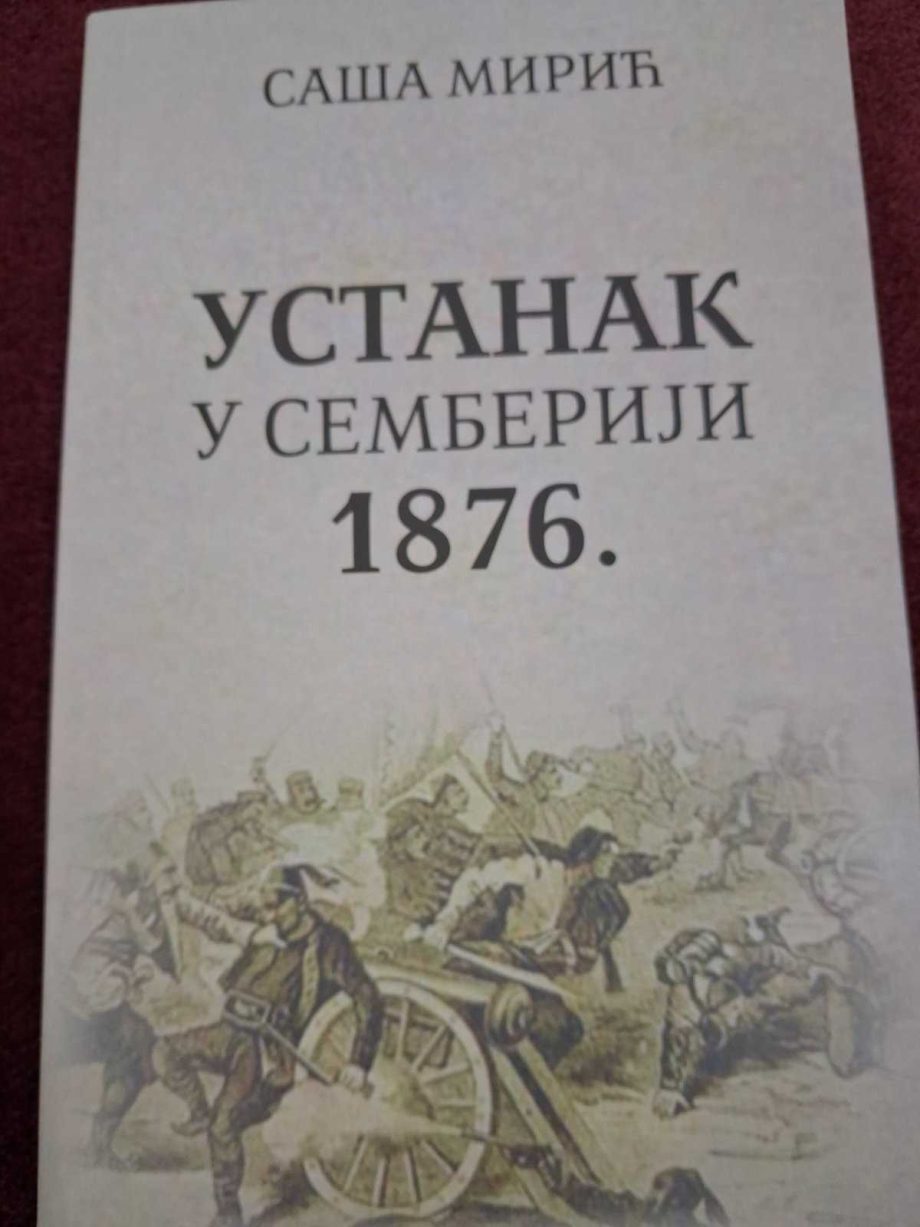 САША МИРИЋ
УСТАНАК
У СЕМБЕРИЈИ
1876.